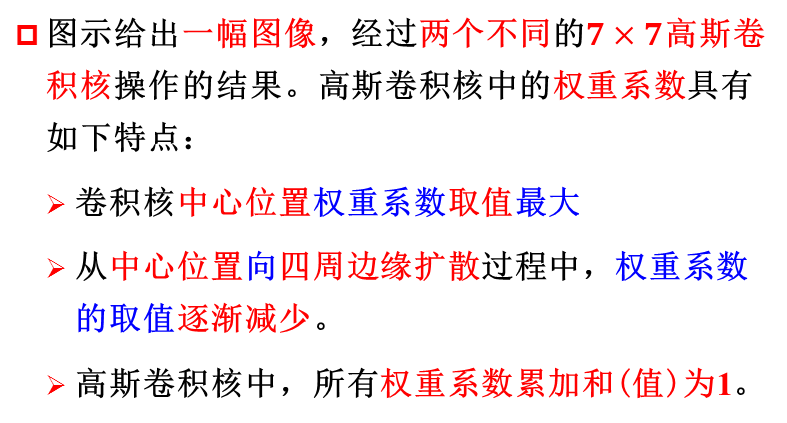 图示给出一幅图像，经过两个不同的7 × 7高斯卷
积核操作的结果。高斯卷积核中的权重系数具有
如下特点：
卷积核中心位置权重系数取值最大
从中心位置向四周边缘扩散过程中，权重系数
的取值逐渐减少。
高斯卷积核中，所有权重系数累加和(值)为1。